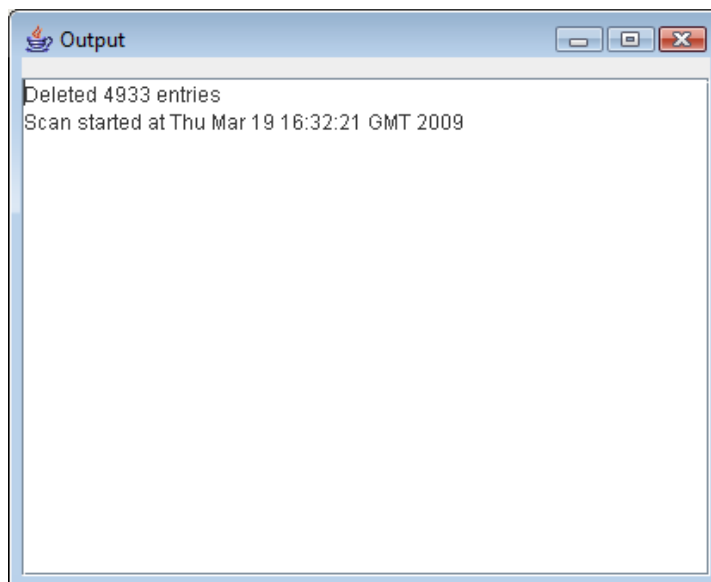 Output
Deleted 4933 entries
Scan started at Thu Mar 19 16:32:21 GMT 2009